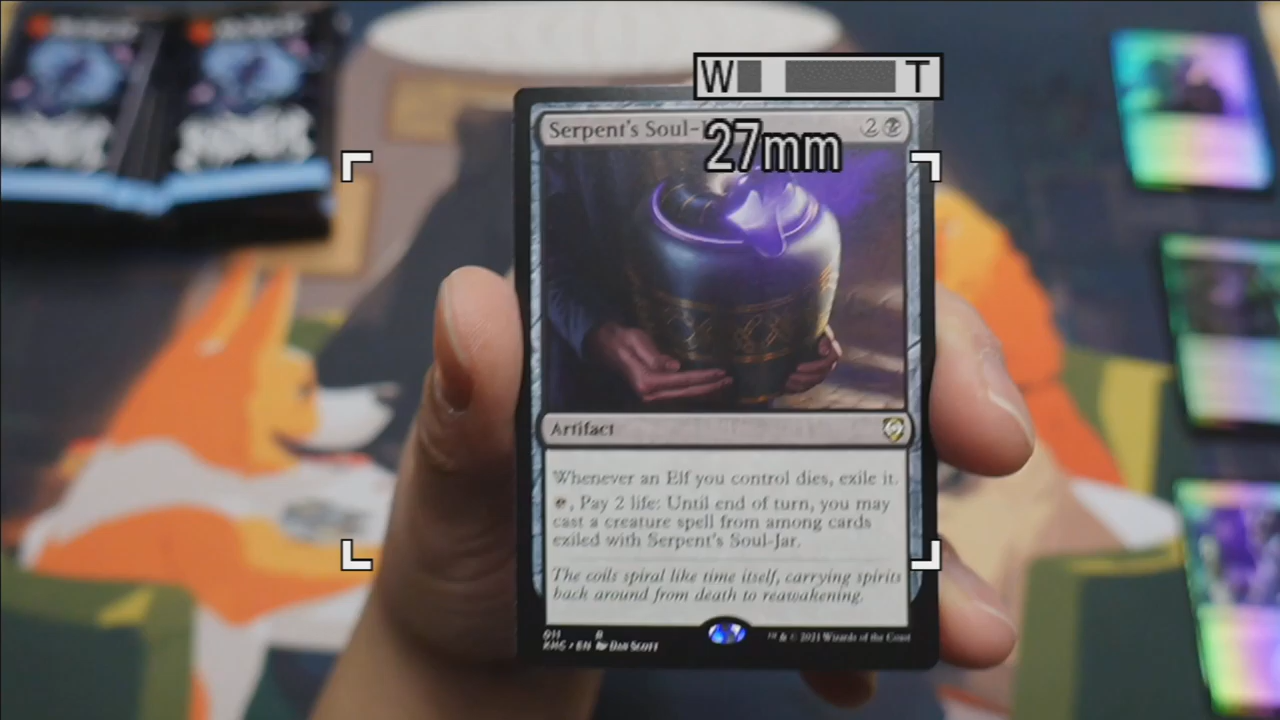 W T
27mm
Serpent's Soul-
2
Artifact
Whenever an Elf you control dies, exile it.
, Pay 2 life: Until end of turn, you may
cast a creature spell from among cards
exiled with Serpent's Soul-Jar.
The coils spiral like time itself, carrying spirits
back around from death to reawakening.
011 R
KHC • EN Dan Scott
™ & © 2021 Wizards of the Coast